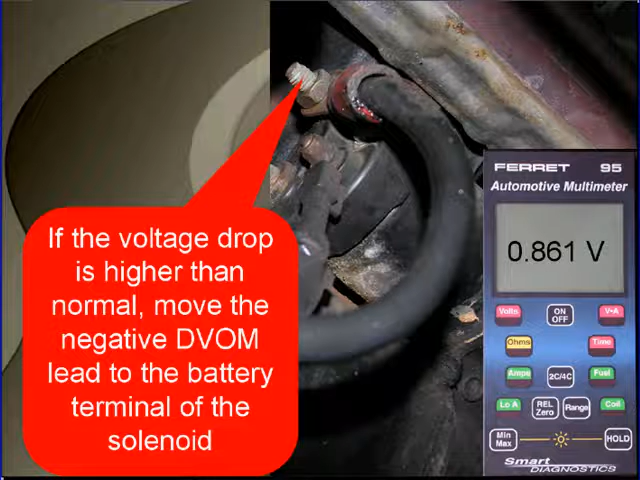 If the voltage drop
is higher than
normal, move the
negative DVOM
lead to the battery
terminal of the
solenoid
FERRET 95
Automotive Multimeter
0.861 V
Volts
ON
OFF
V-A
Ohms
Time
Amps
2C/4C
Fuel
Lo A
REL
Zero
Range
Coil
Min
Max
HOLD
Smart
DIAGNOSTICS